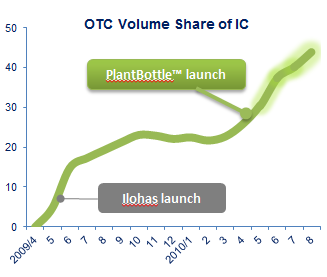 OTC Volume Share of IC
50
40
30
20
10
0
PlantBottle™ launch
Ilohas launch
2009/4 5 6 7 8 9 10 11 12 2010/1 2 3 4 5 6 7 8